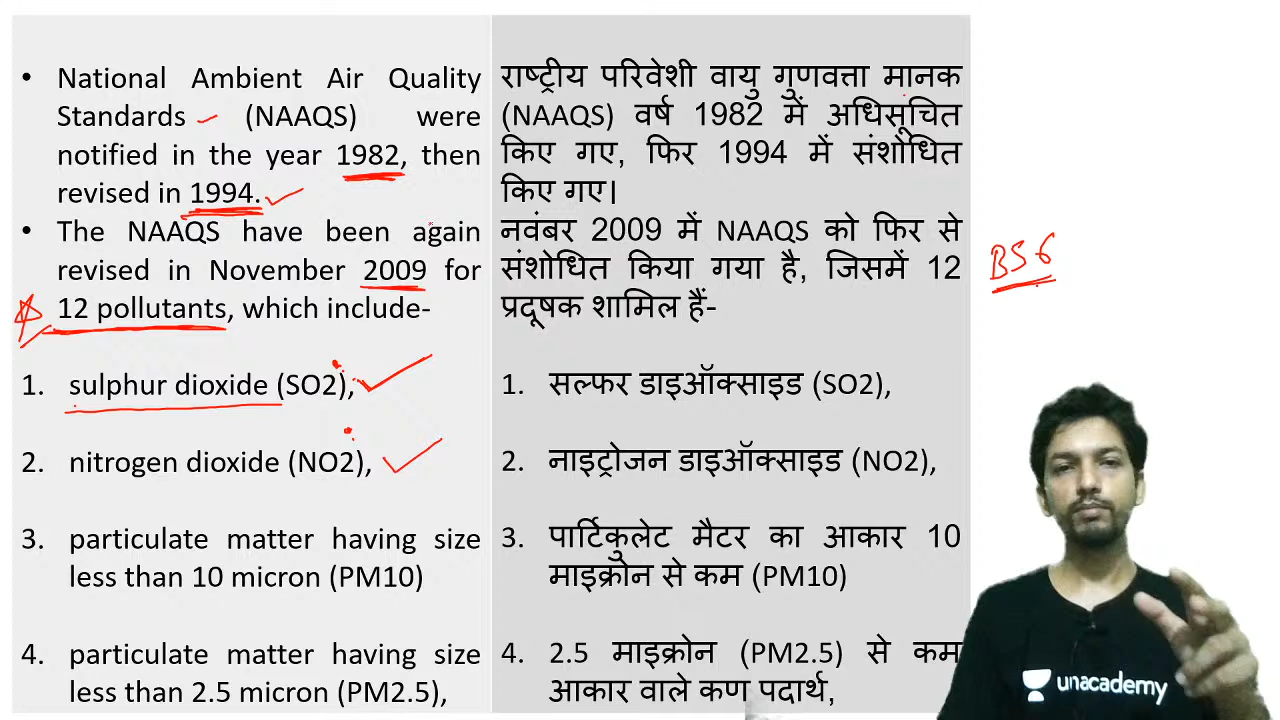 • National Ambient Air Quality
Standards (NAAQS) were
notified in the year 1982, then
revised in 1994.
• The NAAQS have been again
revised in November 2009 for
12 pollutants, which include-
1. sulphur dioxide (SO2),
2. nitrogen dioxide (NO2),
3. particulate matter having size
less than 10 micron (PM10)
4. particulate matter having size
less than 2.5 micron (PM2.5),
राष्ट्रीय परिवेशी वायु गुणवत्ता मानक
(NAAQS) वर्ष 1982 में अधिसूचित
किए गए, फिर 1994 में संशोधित
किए गए।
नवंबर 2009 में NAAQS को फिर से
संशोधित किया गया है, जिसमें 12
प्रदूषक शामिल हैं-
1. सल्फर डाइऑक्साइड (SO2),
2. नाइट्रोजन डाइऑक्साइड (NO2),
3. पार्टिकुलेट मैटर का आकार 10
माइक्रोन से कम (PM10)
4. 2.5 माइक्रोन (PM2.5) से कम
आकार वाले कण पदार्थ,
BS6
unacademy